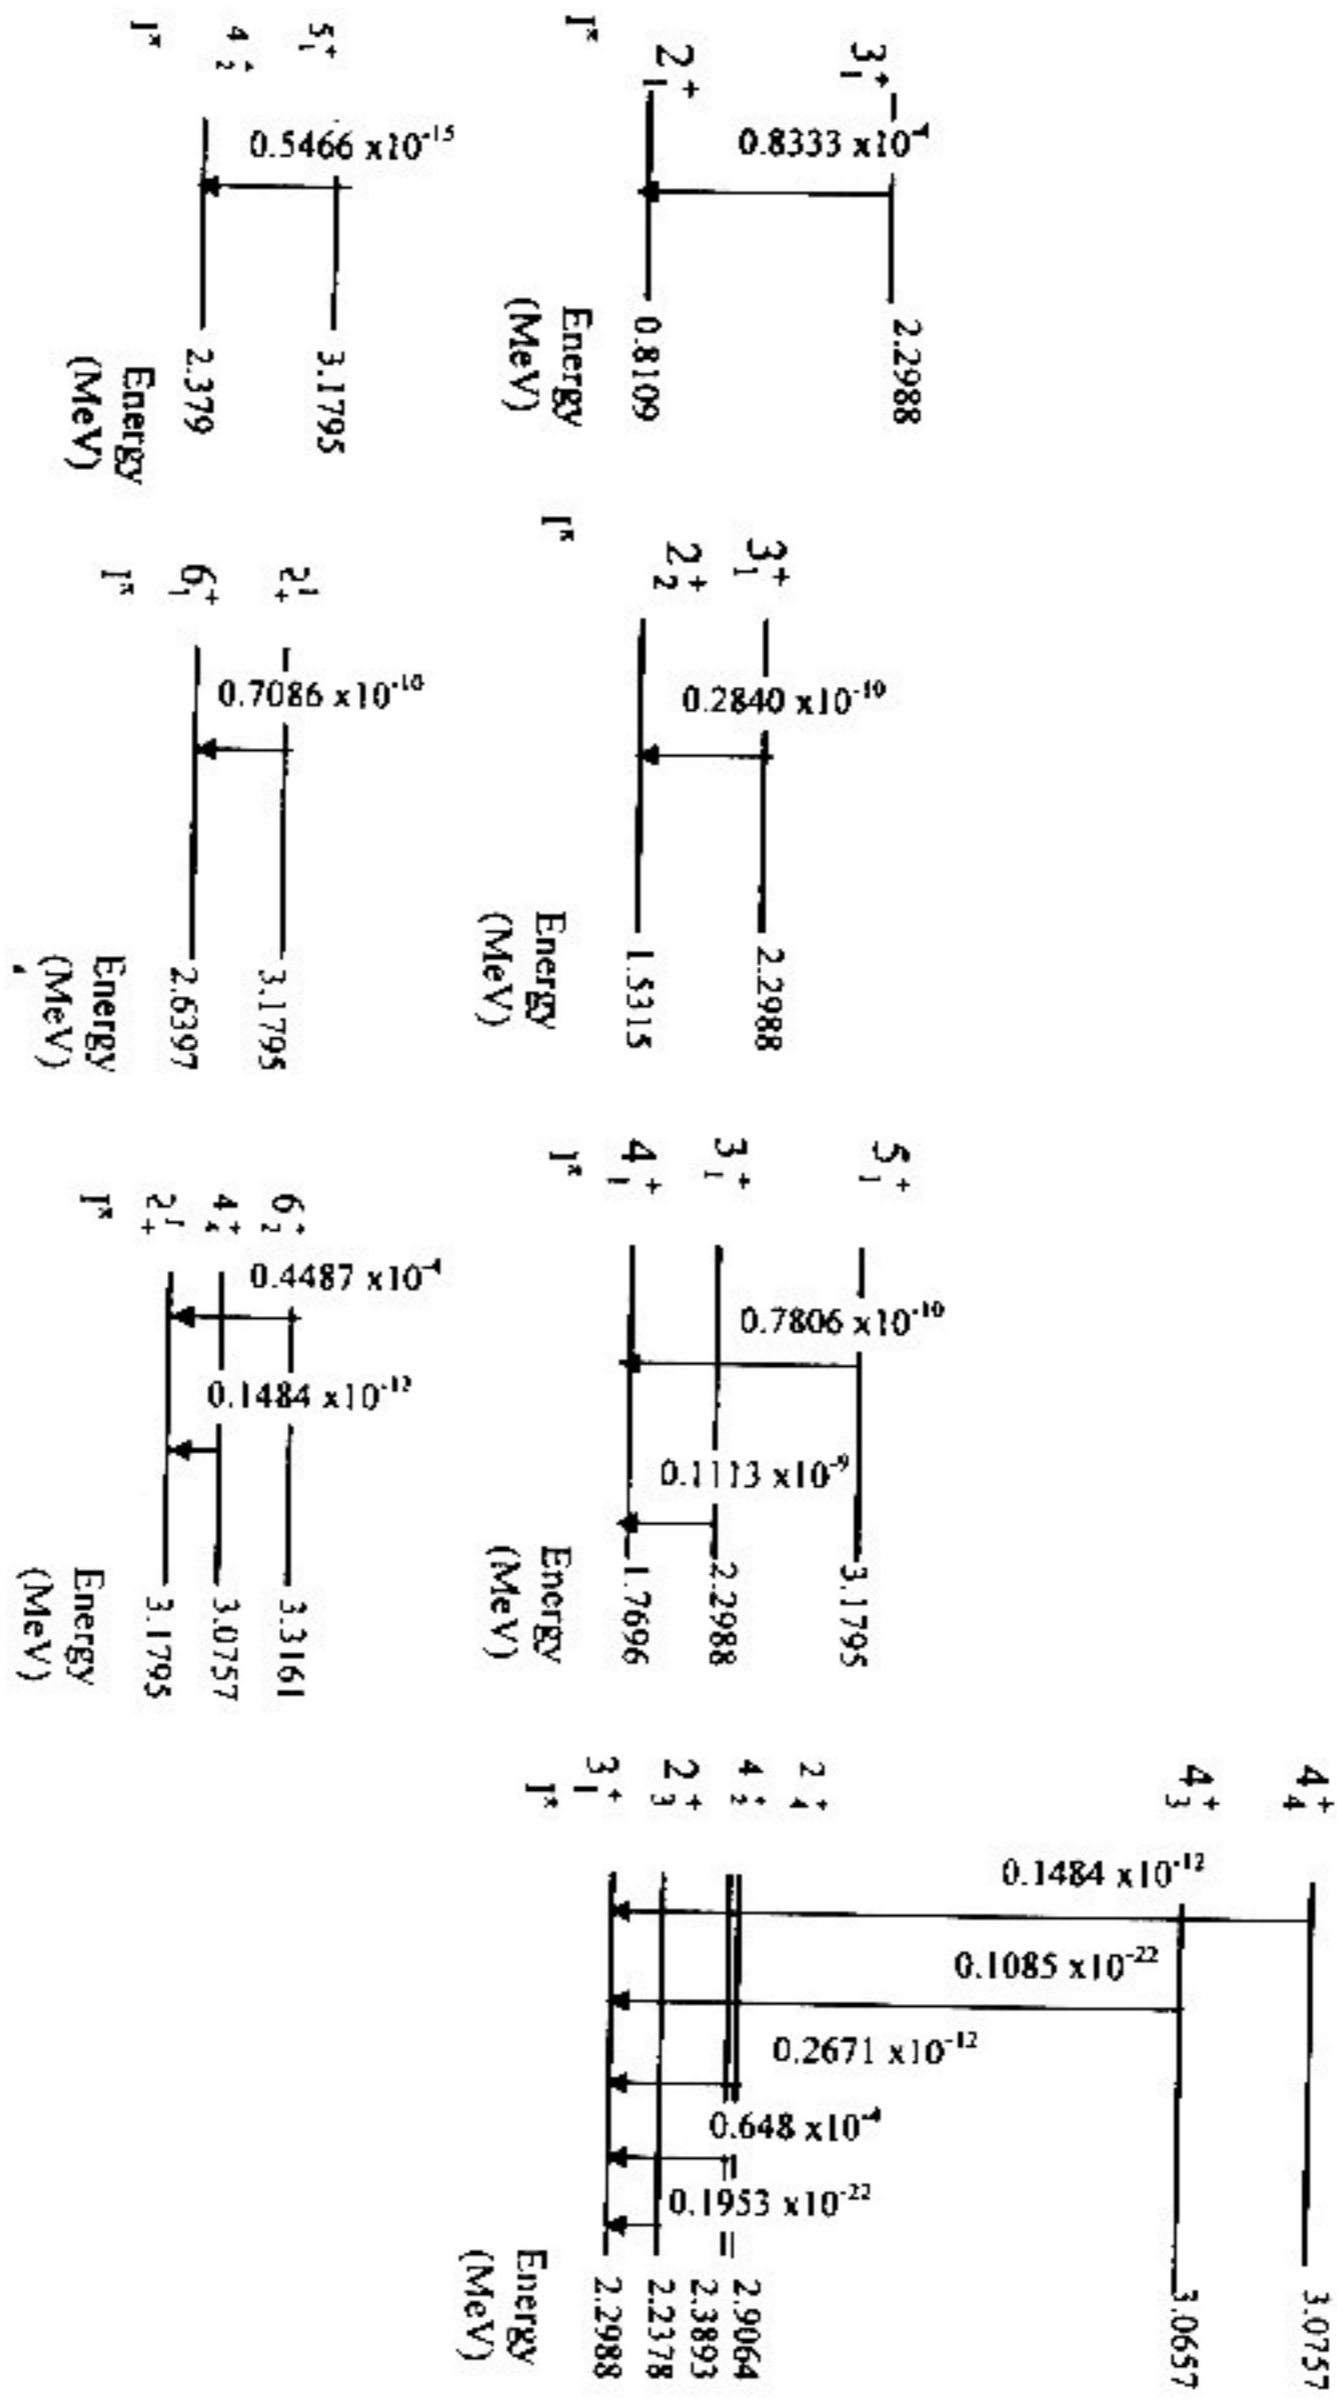 3₁⁺ 2.2988
0.8333 x10
2₁⁺ 0.8109
Iπ Energy
(MeV)
3₁⁺ 2.2988
0.2840 x10⁻¹⁰
2₂⁺ 1.5315
Iπ Energy
(MeV)
5₁⁺ 3.1795
0.7806 x10⁻¹⁰
3₁⁺ 2.2988
0.1113 x10⁻⁹
4₁⁺ 1.7696
Iπ Energy
(MeV)
4₄⁺ 3.0757
0.1484 x10⁻¹²
4₃⁺ 3.0657
0.1085 x10⁻²²
2₄⁺ 2.9064
0.2671 x10⁻¹²
4₂⁺ 2.3893
0.648 x10⁻⁴
2₃⁺ 2.2378
0.1953 x10⁻²²
3₁⁺ 2.2988
Iπ Energy
(MeV)
5₁⁺ 3.1795
0.5466 x10⁻¹⁵
4₂⁺ 2.379
Iπ Energy
(MeV)
3.1795
0.7086 x10⁻¹⁰
6₁⁺ 2.6397
Iπ Energy
(MeV)
6₂⁺ 3.3161
0.4487 x10⁻⁴
4₄⁺ 3.0757
0.1484 x10⁻¹²
3.1795
Iπ Energy
(MeV)